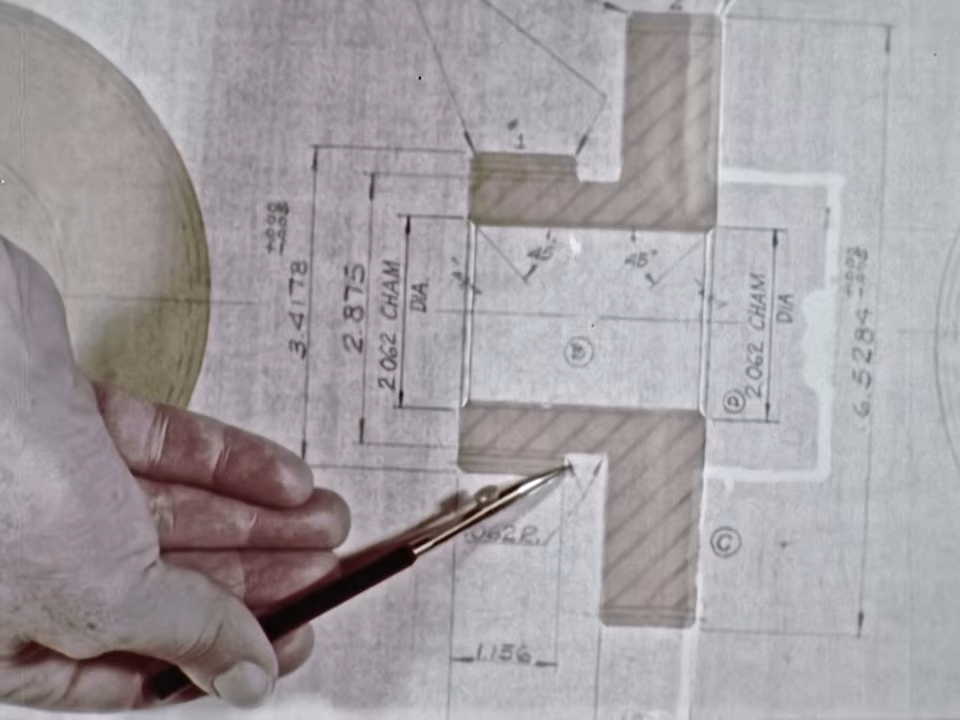 1
45°
45°
3.4178
2.875
2.062 CHAM.
DIA.
2.062 CHAM
DIA
6.5284
B
D
C
.062R.
1.156